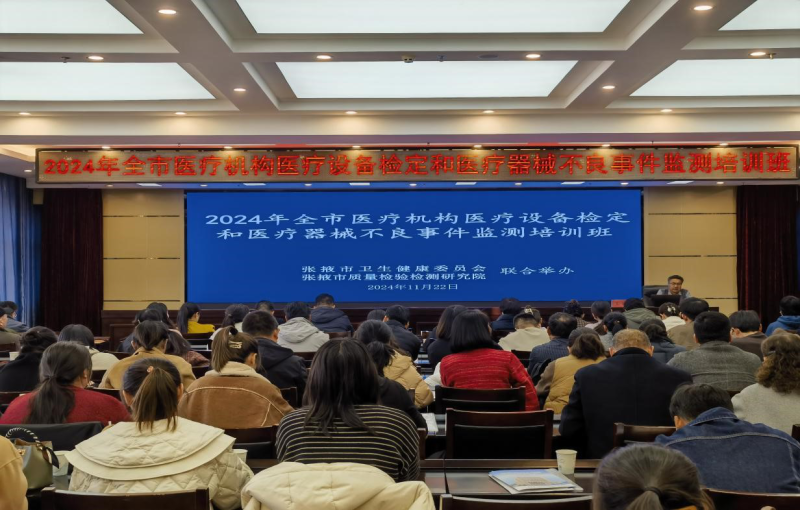 2024年全市医疗机构医疗设备检定和医疗器械不良事件监测培训班
2024年全市医疗机构医疗设备检定
和医疗器械不良事件监测培训班
张掖市卫生健康委员会
张掖市质量检验检测研究院
联合举办
2024年11月22日